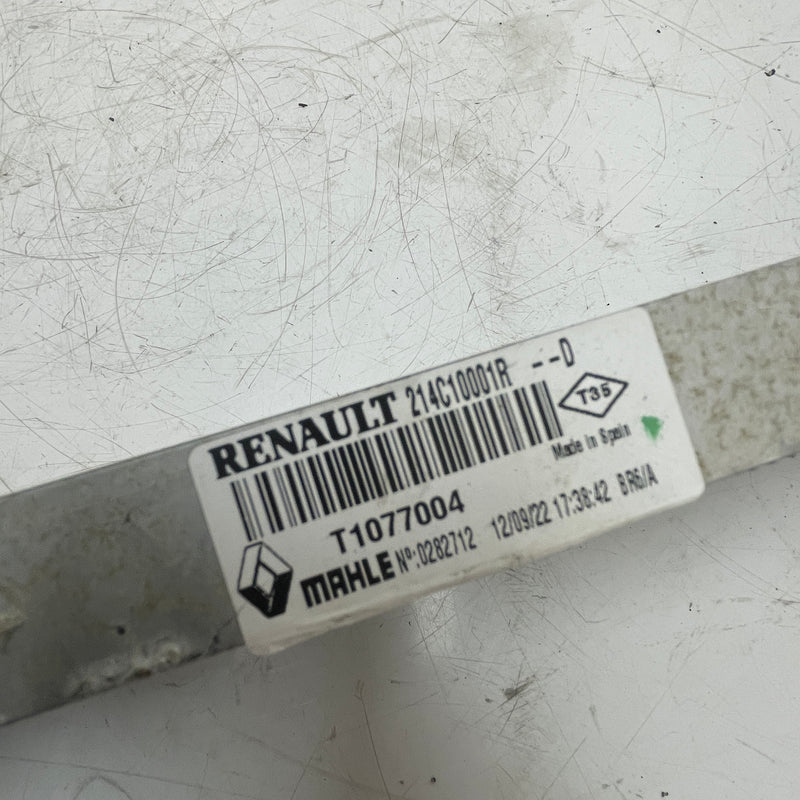 RENAULT 214C10001R --D
T35
Made in Spain
T1077004
MAHLE Nº:0282712 12/09/22 17:38:42 BR6/A